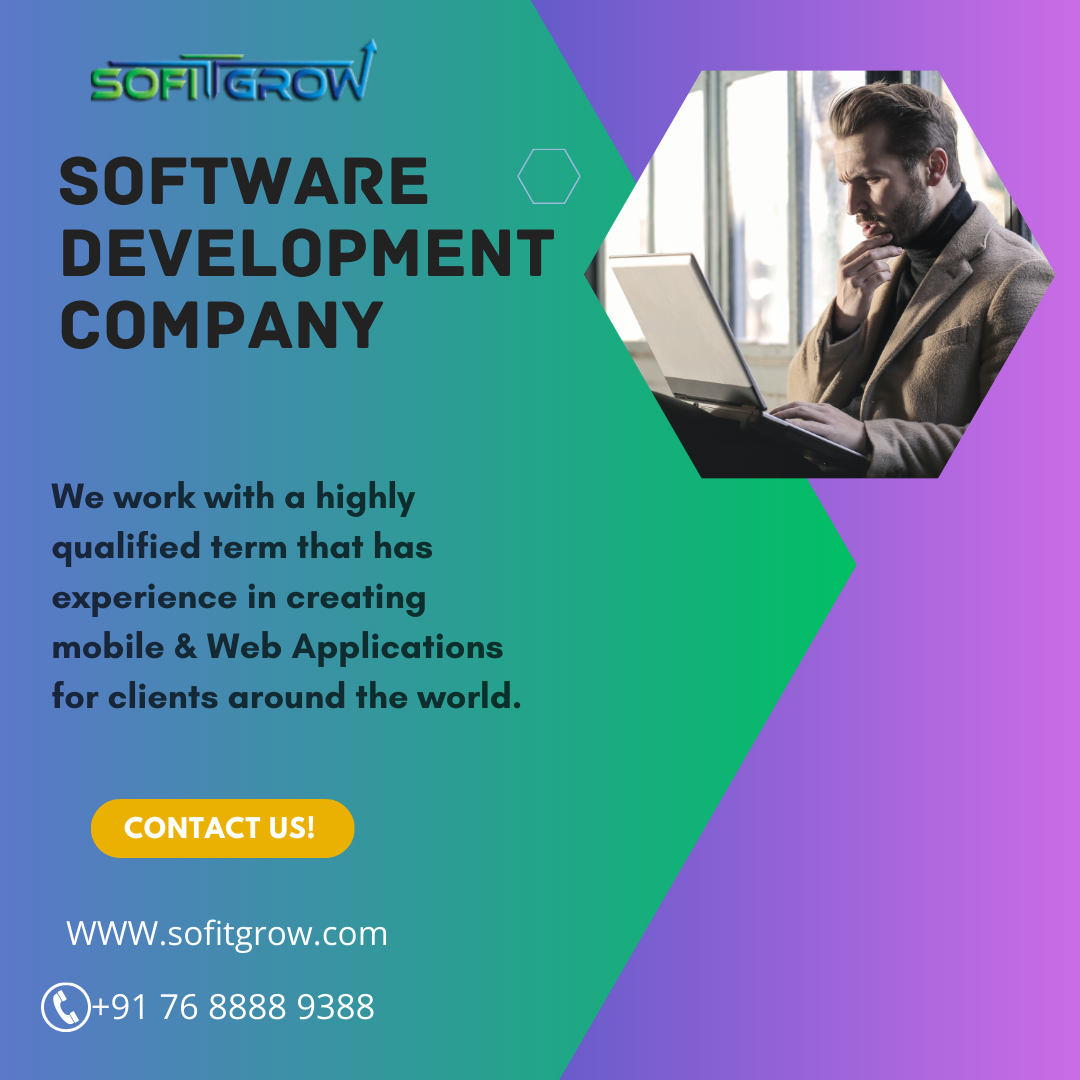 SOFITGROW
SOFTWARE
DEVELOPMENT
COMPANY
We work with a highly
qualified term that has
experience in creating
mobile & Web Applications
for clients around the world.
CONTACT US!
WWW.sofitgrow.com
+91 76 8888 9388